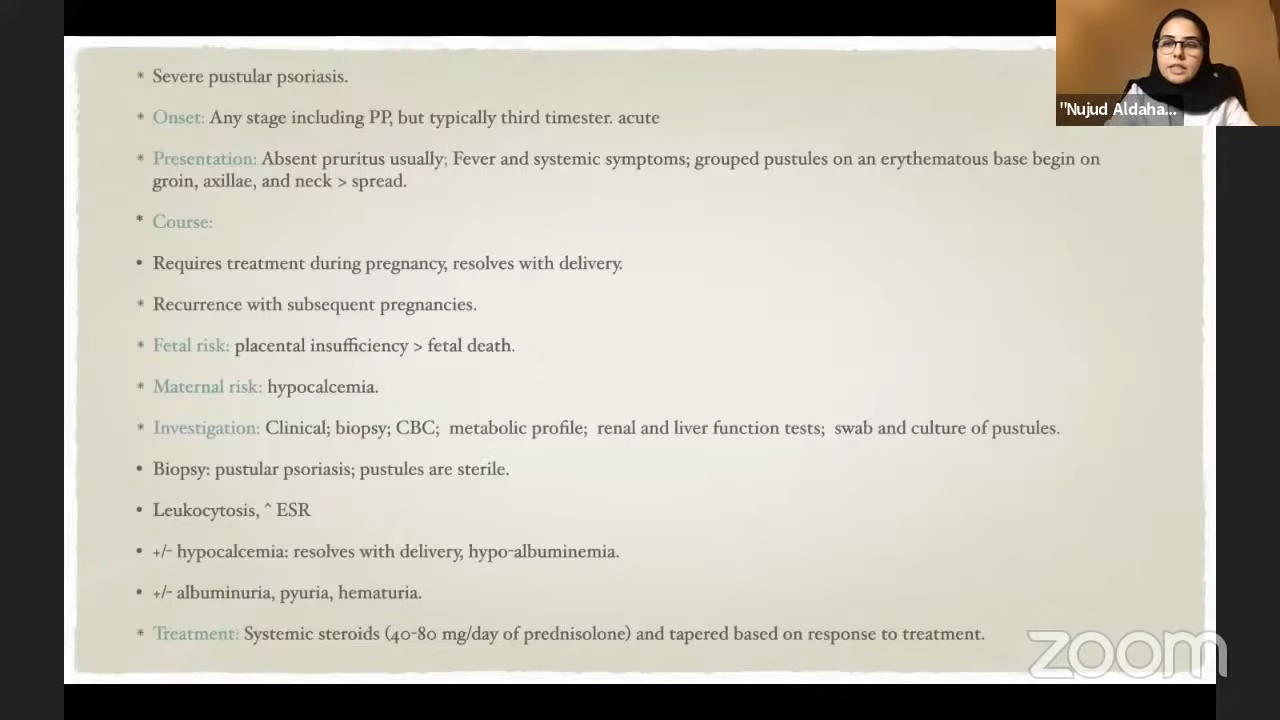 * Severe pustular psoriasis.
* Onset: Any stage including PP, but typically third timester. acute
* Presentation: Absent pruritus usually; Fever and systemic symptoms; grouped pustules on an erythematous base begin on
groin, axillae, and neck > spread.
* Course:
• Requires treatment during pregnancy, resolves with delivery.
* Recurrence with subsequent pregnancies.
* Fetal risk: placental insufficiency > fetal death.
* Maternal risk: hypocalcemia.
* Investigation: Clinical; biopsy; CBC; metabolic profile; renal and liver function tests; swab and culture of pustules.
• Biopsy: pustular psoriasis; pustules are sterile.
• Leukocytosis, ^ ESR
• +/- hypocalcemia: resolves with delivery, hypo-albuminemia.
• +/- albuminuria, pyuria, hematuria.
* Treatment: Systemic steroids (40-80 mg/day of prednisolone) and tapered based on response to treatment.
"Nujud Aldaha...
zoom